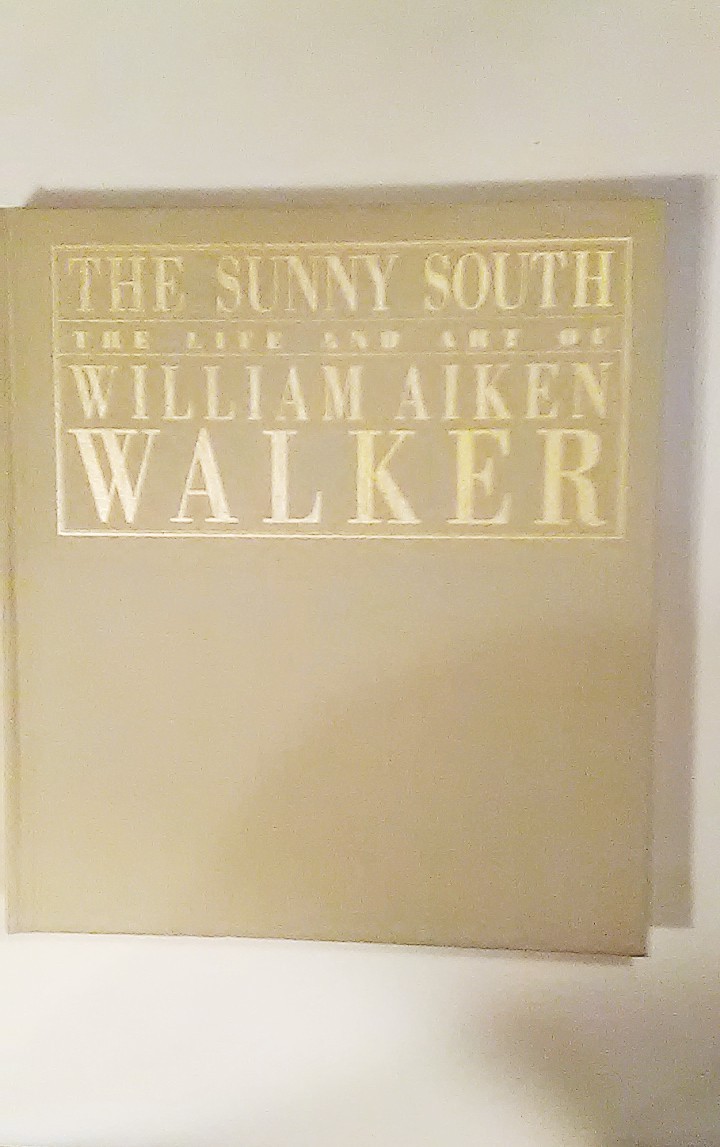 THE SUNNY SOUTH
THE LIFE AND ART OF
WILLIAM AIKEN
WALKER